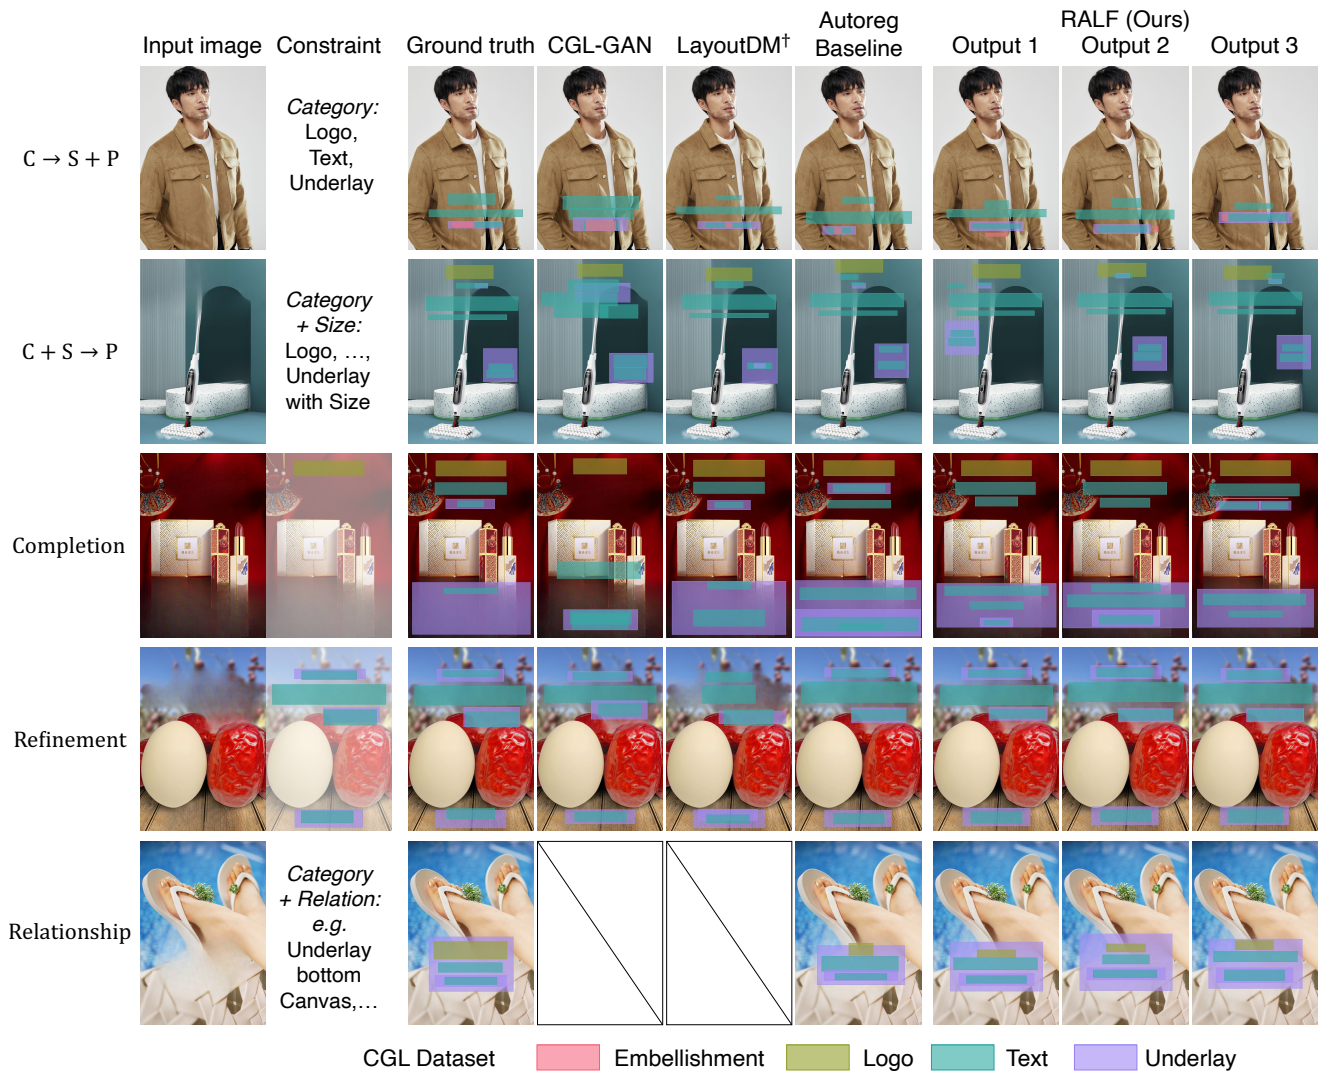 Input image
Constraint
Ground truth
CGL-GAN
LayoutDM†
Autoreg
Baseline
RALF (Ours)
Output 1
Output 2
Output 3
C → S + P
Category:
Logo,
Text,
Underlay
C + S → P
Category
+ Size:
Logo, …,
Underlay
with Size
Completion
Refinement
Relationship
Category
+ Relation:
e.g.
Underlay
bottom
Canvas,…
CGL Dataset
Embellishment
Logo
Text
Underlay